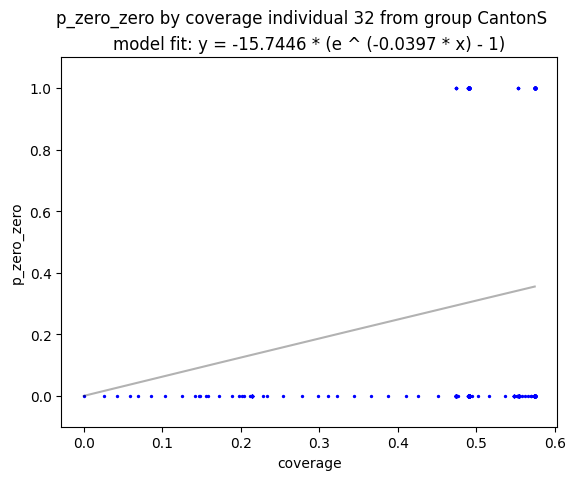 p_zero_zero by coverage individual 32 from group CantonS
model fit: y = -15.7446 * (e ^ (-0.0397 * x) - 1)
1.0
0.8
0.6
0.4
0.2
0.0
p_zero_zero
0.0 0.1 0.2 0.3 0.4 0.5 0.6
coverage